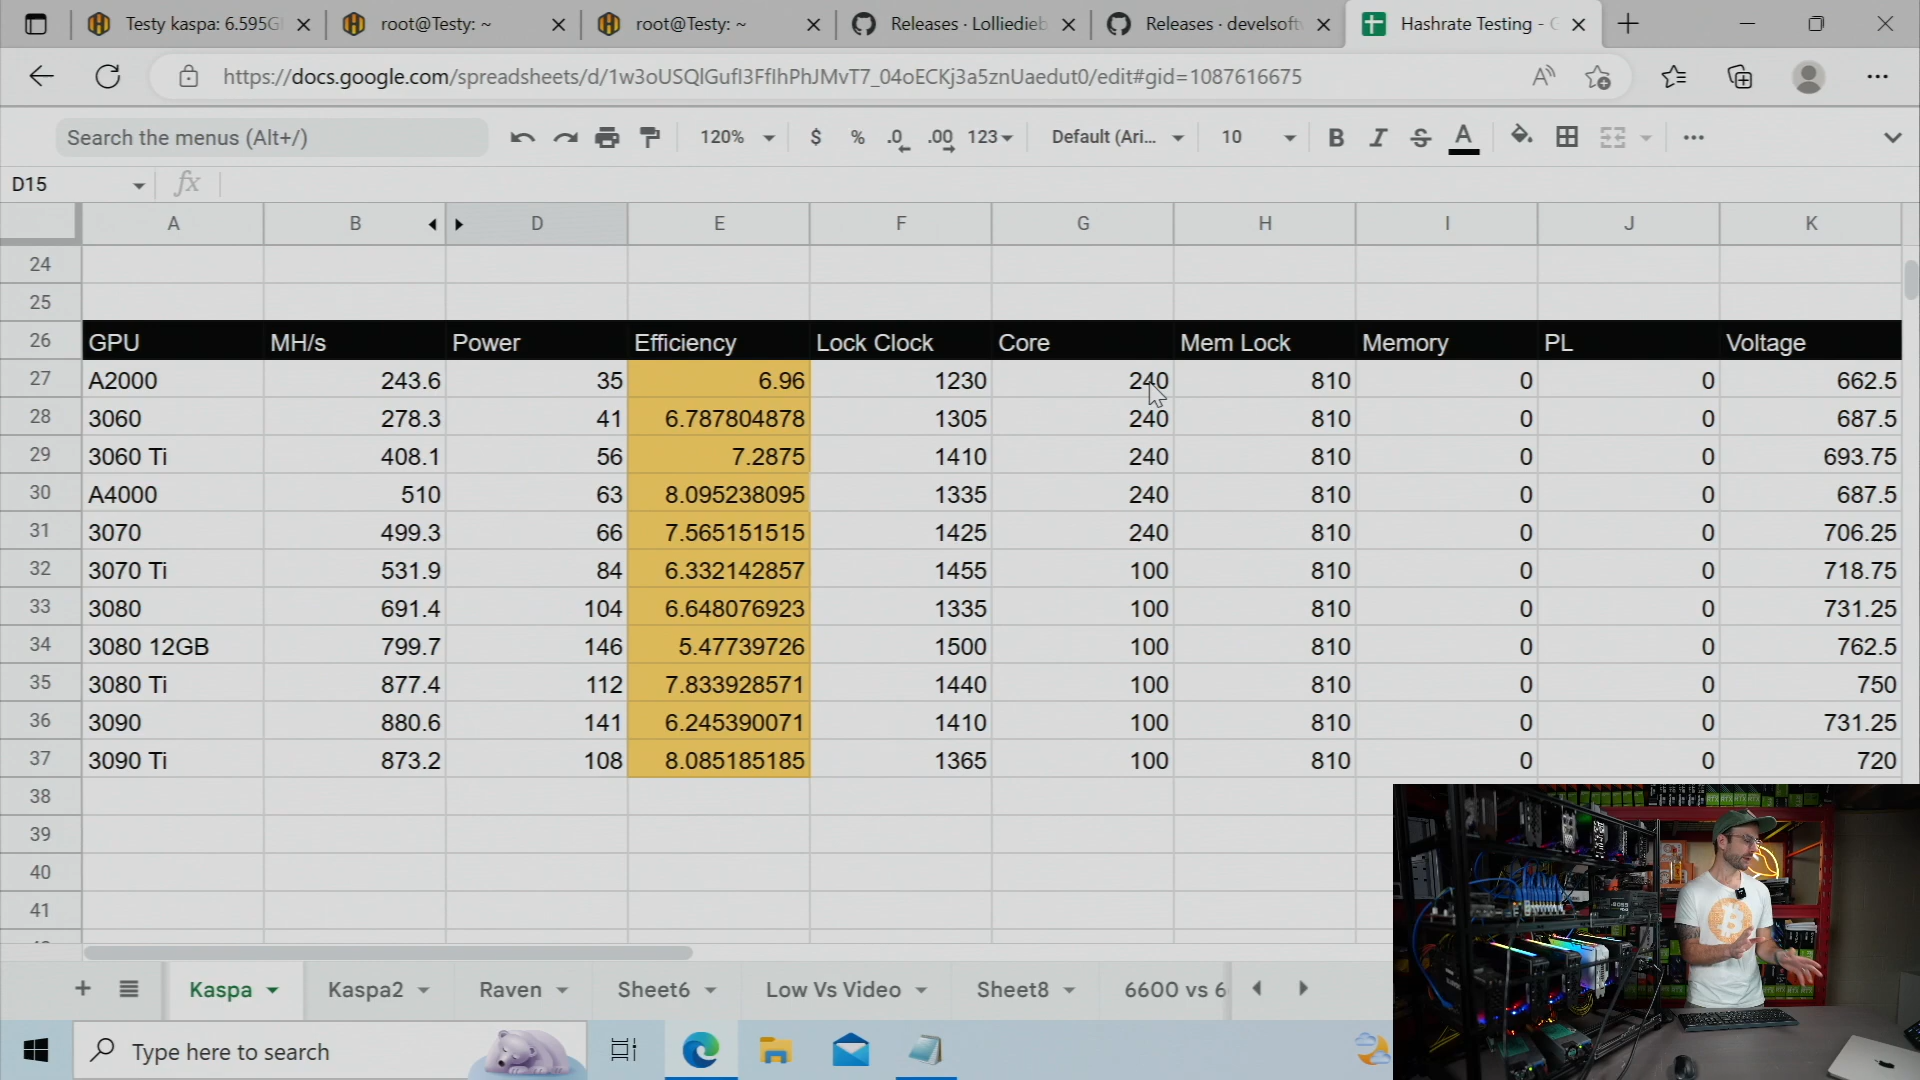 Testy kaspa: 6.595G
root@Testy: ~
root@Testy: ~
Releases · Lolliedieb
Releases · develsoftw
Hashrate Testing -
https://docs.google.com/spreadsheets/d/1w3oUSQlGufl3FflhPhJMvT7_04oECKj3a5znUaedut0/edit#gid=1087616675
Search the menus (Alt+/) 120% $ % .0 .00 123 Default (Ari... 10 B I S A
D15 fx
A B D E F G H I J K
24
25
26 GPU MH/s Power Efficiency Lock Clock Core Mem Lock Memory PL Voltage
27 A2000 243.6 35 6.96 1230 240 810 0 0 662.5
28 3060 278.3 41 6.787804878 1305 240 810 0 0 687.5
29 3060 Ti 408.1 56 7.2875 1410 240 810 0 0 693.75
30 A4000 510 63 8.095238095 1335 240 810 0 0 687.5
31 3070 499.3 66 7.565151515 1425 240 810 0 0 706.25
32 3070 Ti 531.9 84 6.332142857 1455 100 810 0 0 718.75
33 3080 691.4 104 6.648076923 1335 100 810 0 0 731.25
34 3080 12GB 799.7 146 5.47739726 1500 100 810 0 0 762.5
35 3080 Ti 877.4 112 7.833928571 1440 100 810 0 0 750
36 3090 880.6 141 6.245390071 1410 100 810 0 0 731.25
37 3090 Ti 873.2 108 8.085185185 1365 100 810 0 0 720
38
39
40
41
Kaspa Kaspa2 Raven Sheet6 Low Vs Video Sheet8 6600 vs 6
Type here to search